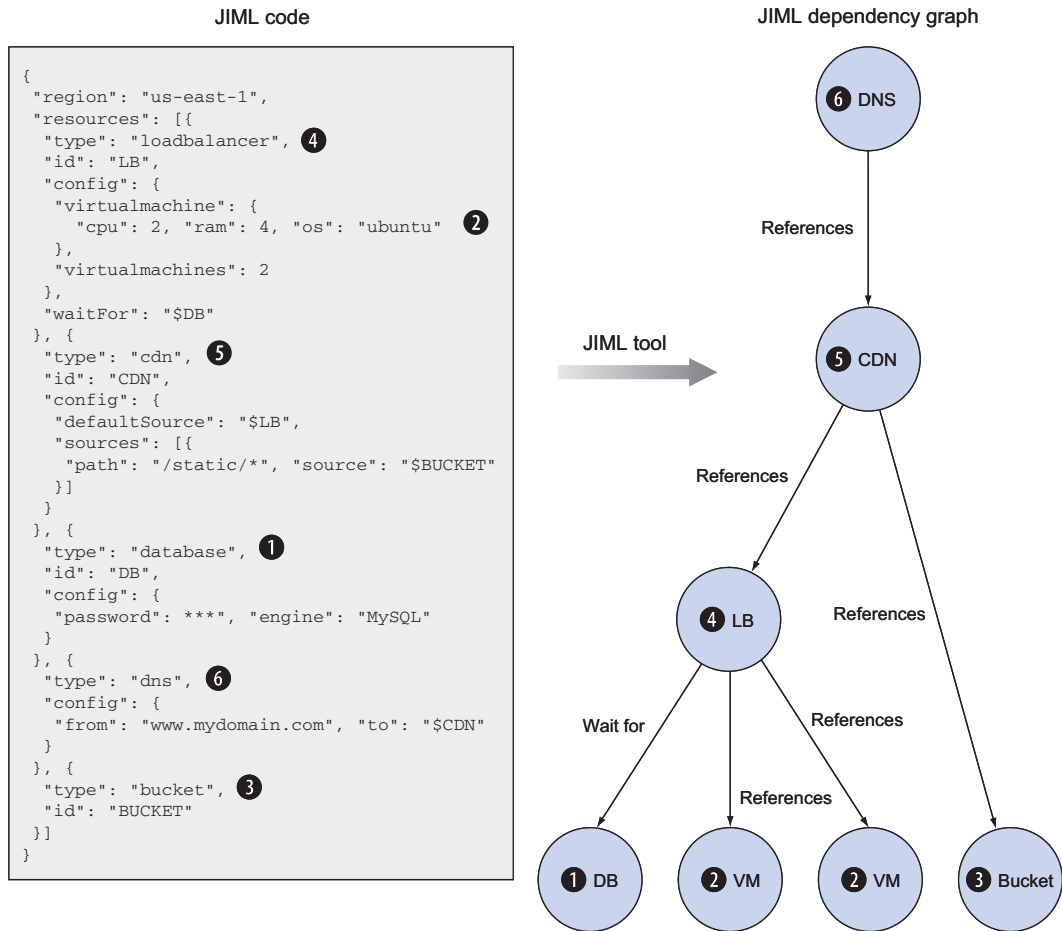 JIML code
{
"region": "us-east-1",
"resources": [{
"type": "loadbalancer", 4
"id": "LB",
"config": {
"virtualmachine": {
"cpu": 2, "ram": 4, "os": "ubuntu" 2
},
"virtualmachines": 2
},
"waitFor": "$DB"
}, {
"type": "cdn", 5
"id": "CDN",
"config": {
"defaultSource": "$LB",
"sources": [{
"path": "/static/*", "source": "$BUCKET"
}]
}
}, {
"type": "database", 1
"id": "DB",
"config": {
"password": ***, "engine": "MySQL"
}
}, {
"type": "dns", 6
"config": {
"from": "www.mydomain.com", "to": "$CDN"
}
}, {
"type": "bucket", 3
"id": "BUCKET"
}]
}
JIML tool
JIML dependency graph
6 DNS
References
5 CDN
References
References
4 LB
Wait for
References
References
1 DB
2 VM
2 VM
3 Bucket